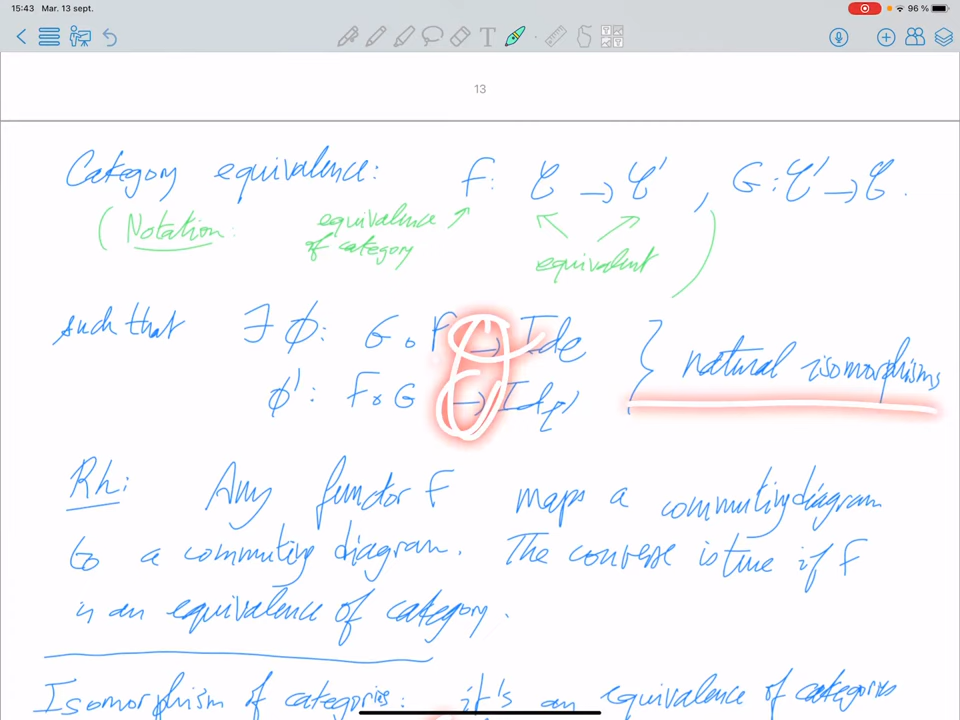 15:43 Mar. 13 sept. 96 %
T
13
Category equivalence: F: C → C' , G: C' → C.
(Notation: equivalence of category ↗ equivalent )
such that ∃ ϕ: G ∘ F → Id_C } natural isomorphisms
ϕ': F ∘ G → Id_C'
Rk: Any functor F maps a commuting diagram
to a commuting diagram. The converse is true if F
is an equivalence of category.
Isomorphism of categories: it's an equivalence of categories